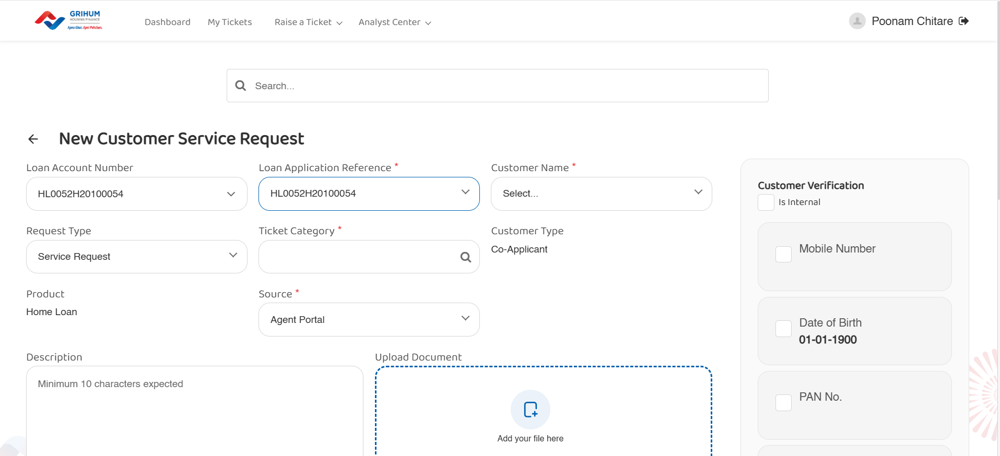 GRIHUM
HOUSING FINANCE
Apna Ghar. Apni Pehchan.
Dashboard
My Tickets
Raise a Ticket
Analyst Center
Poonam Chitare
Search...
New Customer Service Request
Loan Account Number
HL0052H20100054
Loan Application Reference *
HL0052H20100054
Customer Name *
Select...
Request Type
Service Request
Ticket Category *
Customer Type
Co-Applicant
Product
Home Loan
Source *
Agent Portal
Description
Minimum 10 characters expected
Upload Document
Add your file here
Customer Verification
Is Internal
Mobile Number
Date of Birth
01-01-1900
PAN No.